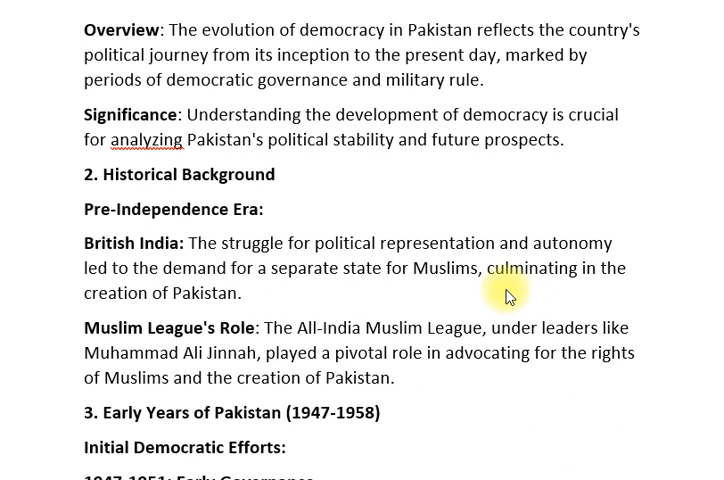 Overview: The evolution of democracy in Pakistan reflects the country's
political journey from its inception to the present day, marked by
periods of democratic governance and military rule.
Significance: Understanding the development of democracy is crucial
for analyzing Pakistan's political stability and future prospects.
2. Historical Background
Pre-Independence Era:
British India: The struggle for political representation and autonomy
led to the demand for a separate state for Muslims, culminating in the
creation of Pakistan.
Muslim League's Role: The All-India Muslim League, under leaders like
Muhammad Ali Jinnah, played a pivotal role in advocating for the rights
of Muslims and the creation of Pakistan.
3. Early Years of Pakistan (1947-1958)
Initial Democratic Efforts:
1947-1951: Early Governance